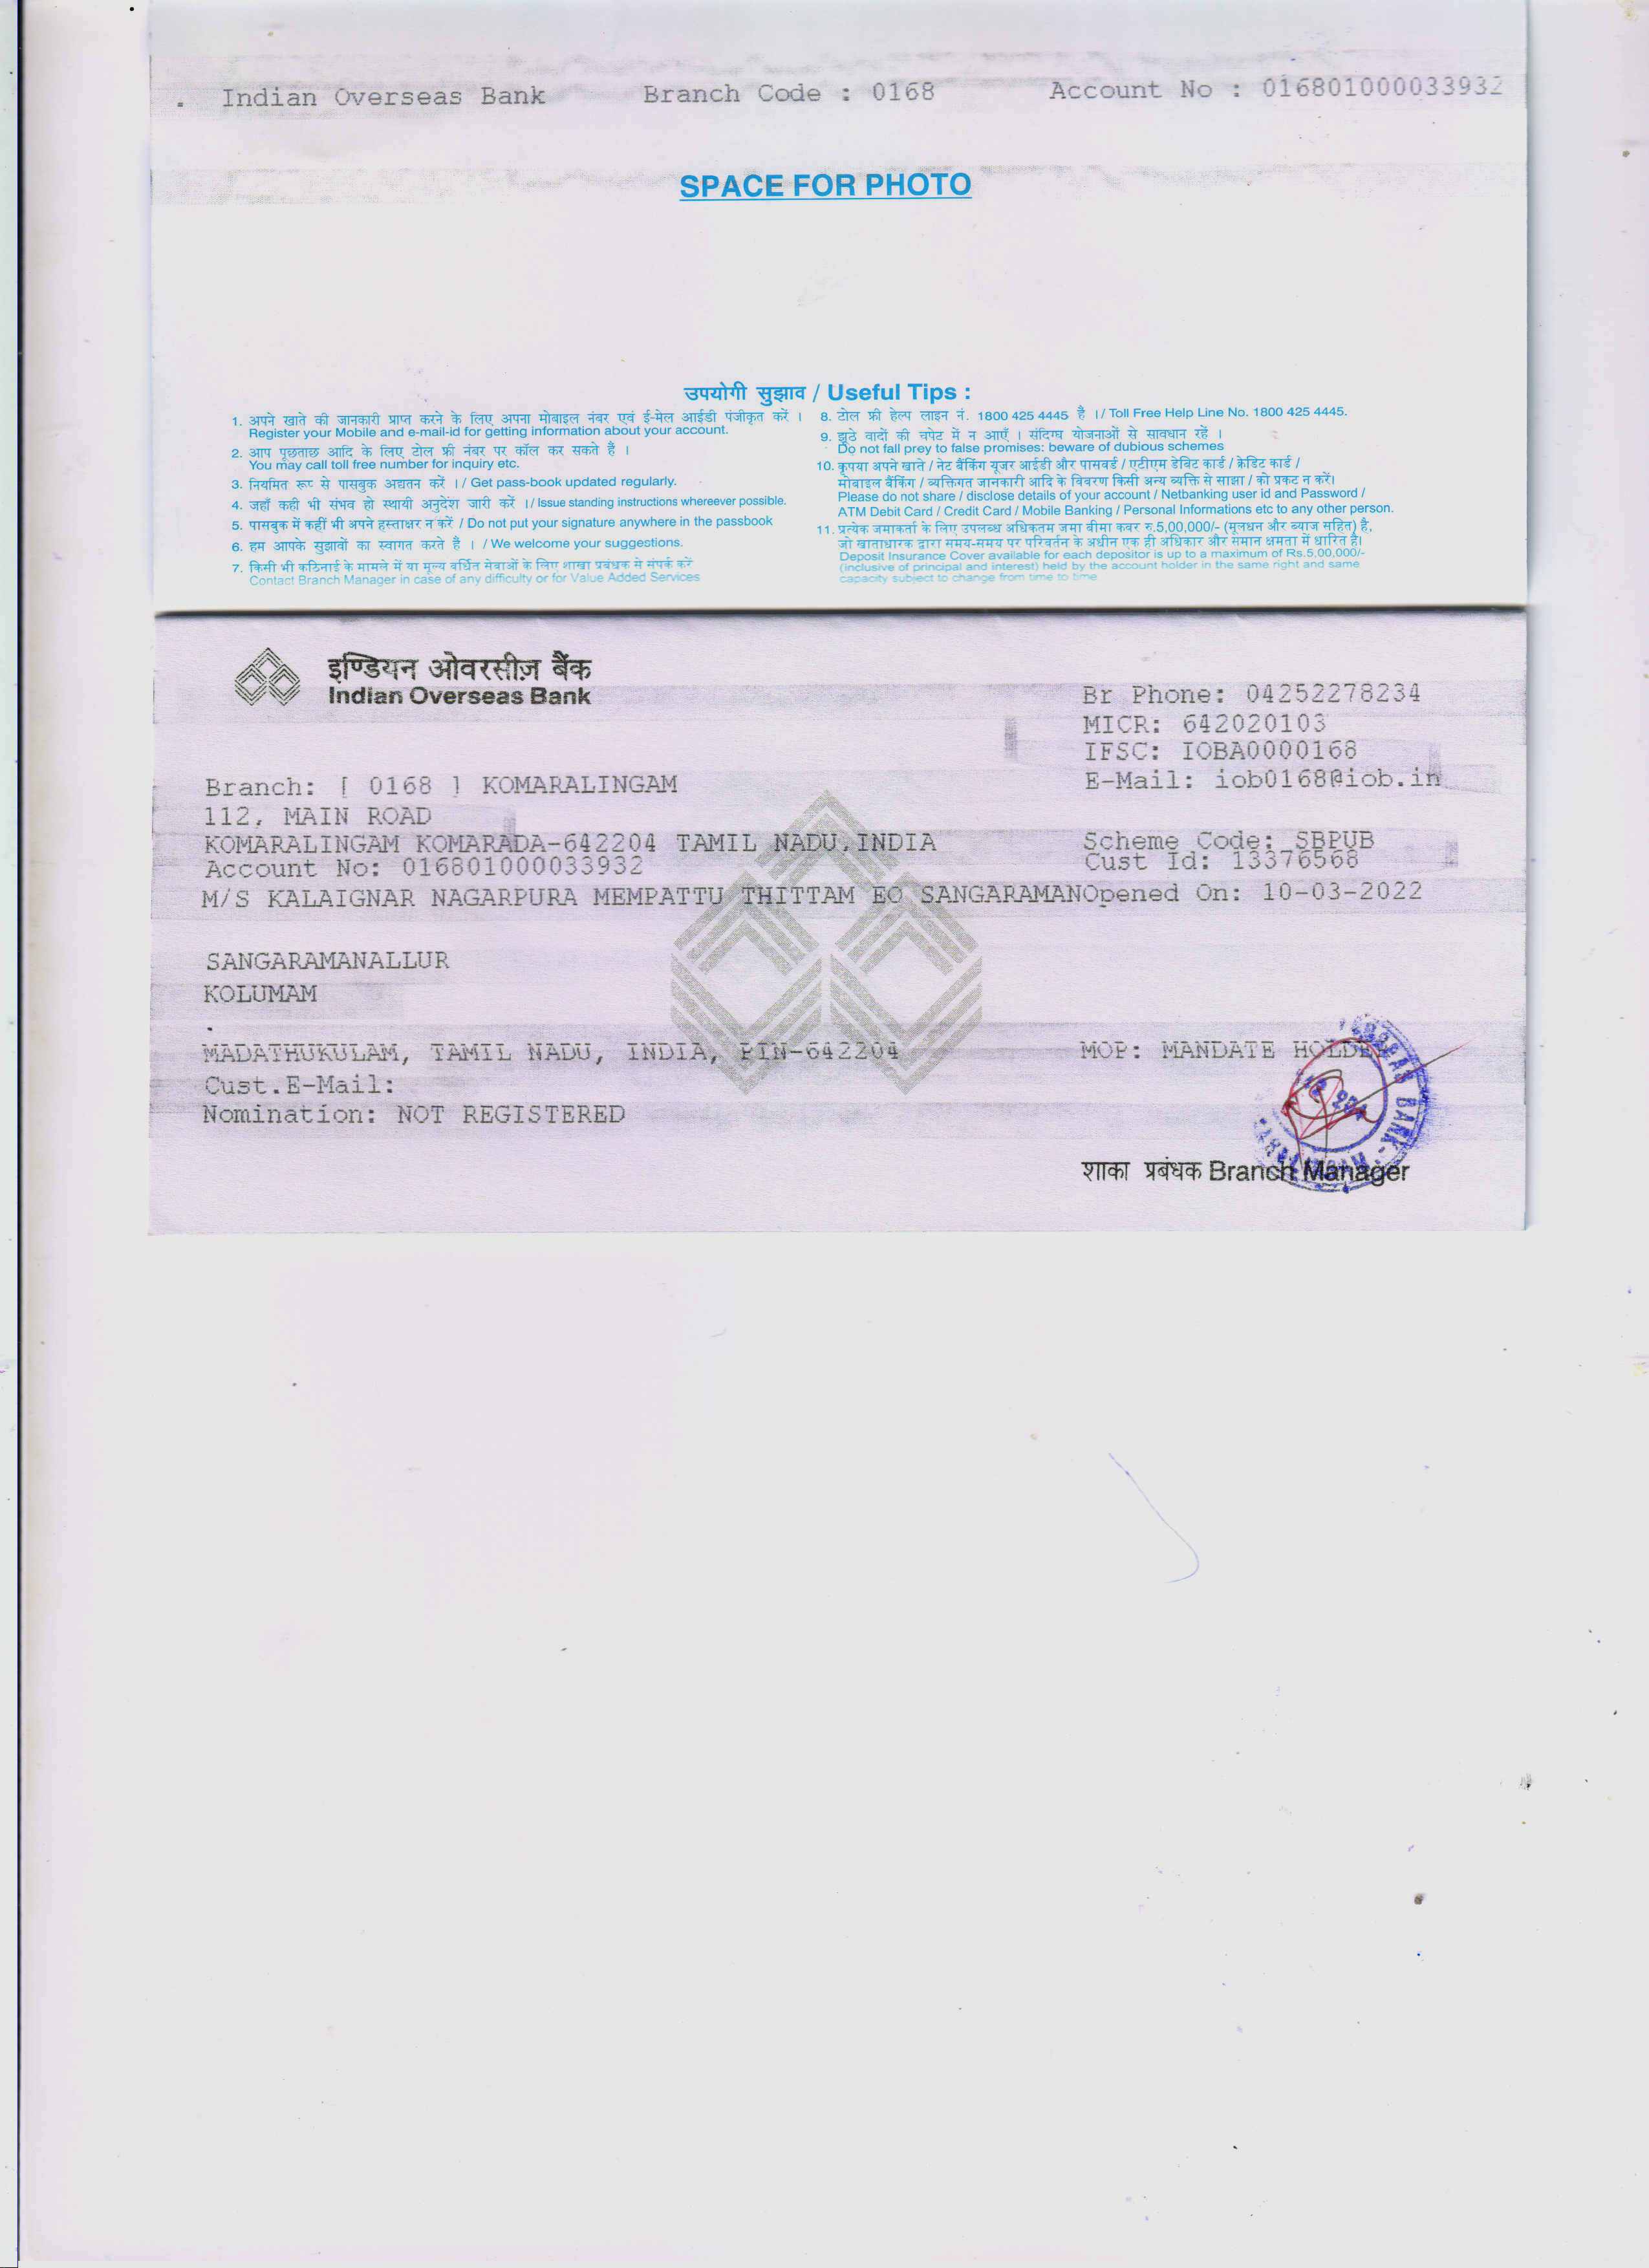 Indian Overseas Bank Branch Code : 0168 Account No : 016801000033932
SPACE FOR PHOTO
उपयोगी सुझाव / Useful Tips :
1. अपने खाते की जानकारी प्राप्त करने के लिए अपना मोबाइल नंबर एवं ई-मेल आईडी पंजीकृत करें ।
Register your Mobile and e-mail-id for getting information about your account.
2. आप पूछताछ आदि के लिए टोल फ्री नंबर पर कॉल कर सकते हैं ।
You may call toll free number for inquiry etc.
3. नियमित रूप से पासबुक अद्यतन करें । / Get pass-book updated regularly.
4. जहाँ कही भी संभव हो स्थायी अनुदेश जारी करें । / Issue standing instructions whereever possible.
5. पासबुक में कहीं भी अपने हस्ताक्षर न करें / Do not put your signature anywhere in the passbook
6. हम आपके सुझावों का स्वागत करते है । / We welcome your suggestions.
7. किसी भी कठिनाई के मामले में या मूल्य वर्धित सेवाओं के लिए शाखा प्रबंधक से संपर्क करें
Contact Branch Manager in case of any difficulty or for Value Added Services
8. टोल फ्री हेल्प लाइन नं. 1800 425 4445 है । / Toll Free Help Line No. 1800 425 4445.
9. झुठे वादों की चपेट में न आएँ । संदिग्ध योजनाओं से सावधान रहें ।
Do not fall prey to false promises: beware of dubious schemes
10. कृपया अपने खाते / नेट बैंकिंग यूजर आईडी और पासवर्ड / एटीएम डेबिट कार्ड / क्रेडिट कार्ड /
मोबाइल बैंकिंग / व्यक्तिगत जानकारी आदि के विवरण किसी अन्य व्यक्ति से साझा / को प्रकट न करें।
Please do not share / disclose details of your account / Netbanking user id and Password /
ATM Debit Card / Credit Card / Mobile Banking / Personal Informations etc to any other person.
11. प्रत्येक जमाकर्ता के लिए उपलब्ध अधिकतम जमा बीमा कवर रु.5,00,000/- (मूलधन और ब्याज सहित) है,
जो खाताधारक द्वारा समय-समय पर परिवर्तन के अधीन एक ही अधिकार और समान क्षमता में धारित है।
Deposit Insurance Cover available for each depositor is up to a maximum of Rs.5,00,000/-
(inclusive of principal and interest) held by the account holder in the same right and same
capacity subject to change from time to time
इण्डियन ओवरसीज़ बैंक
Indian Overseas Bank
Br Phone: 04252278234
MICR: 642020103
IFSC: IOBA0000168
E-Mail: iob0168@iob.in
Branch: [ 0168 ] KOMARALINGAM
112, MAIN ROAD
KOMARALINGAM KOMARADA-642204 TAMIL NADU,INDIA Scheme Code: SBPUB
Account No: 016801000033932 Cust Id: 13376568
M/S KALAIGNAR NAGARPURA MEMPATTU THITTAM EO SANGARAMANOpened On: 10-03-2022
SANGARAMANALLUR
KOLUMAM
.
MADATHUKULAM, TAMIL NADU, INDIA, PIN-642204 MOP: MANDATE HOLDER
Cust.E-Mail:
Nomination: NOT REGISTERED
शाका प्रबंधक Branch Manager